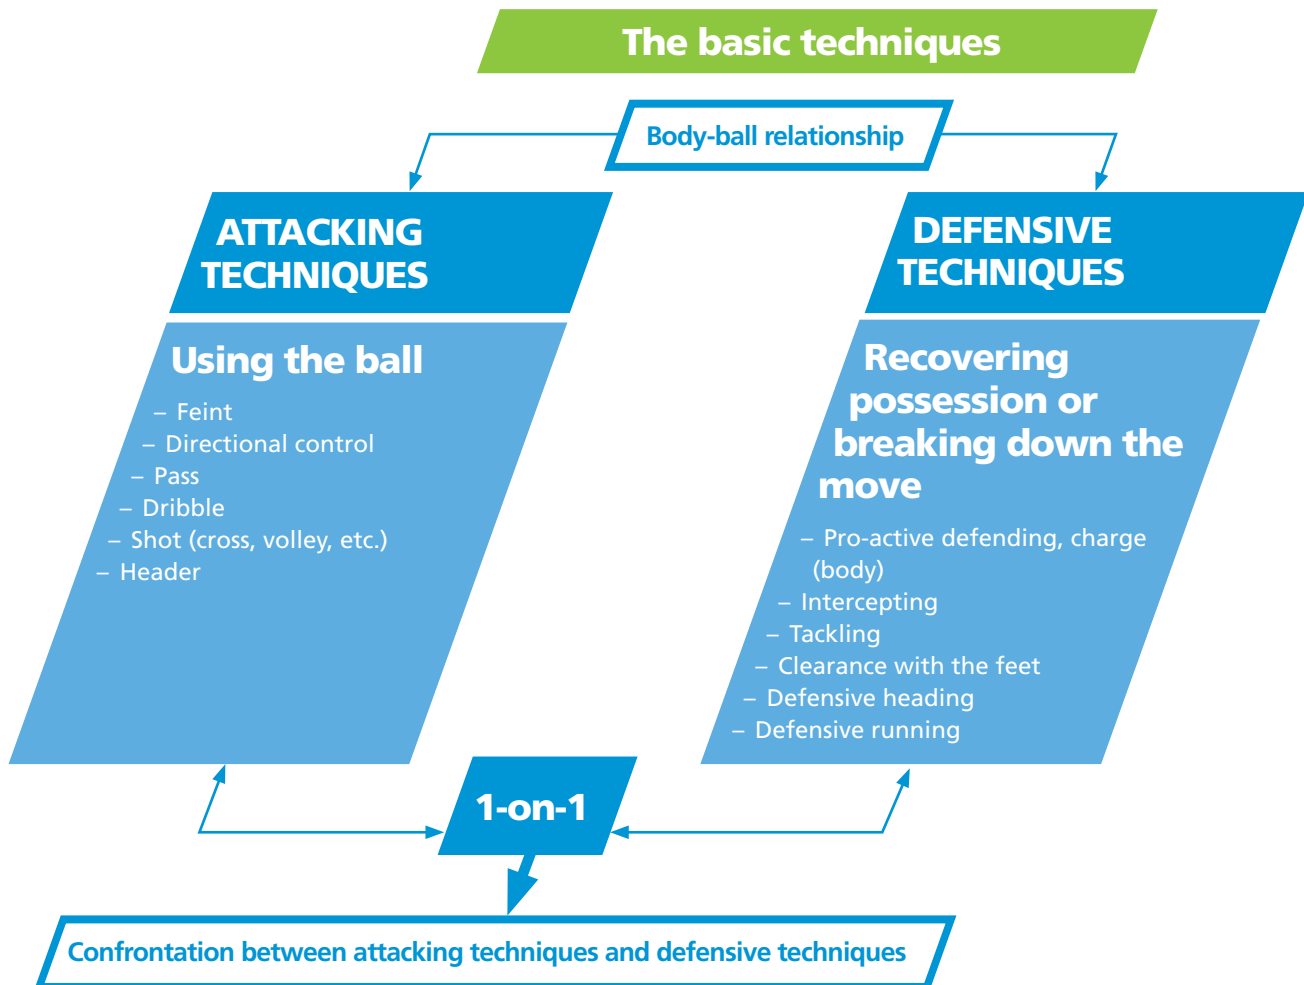 The basic techniques
Body-ball relationship
ATTACKING
TECHNIQUES
Using the ball
– Feint
– Directional control
– Pass
– Dribble
– Shot (cross, volley, etc.)
– Header
DEFENSIVE
TECHNIQUES
Recovering
possession or
breaking down the
move
– Pro-active defending, charge
(body)
– Intercepting
– Tackling
– Clearance with the feet
– Defensive heading
– Defensive running
1-on-1
Confrontation between attacking techniques and defensive techniques